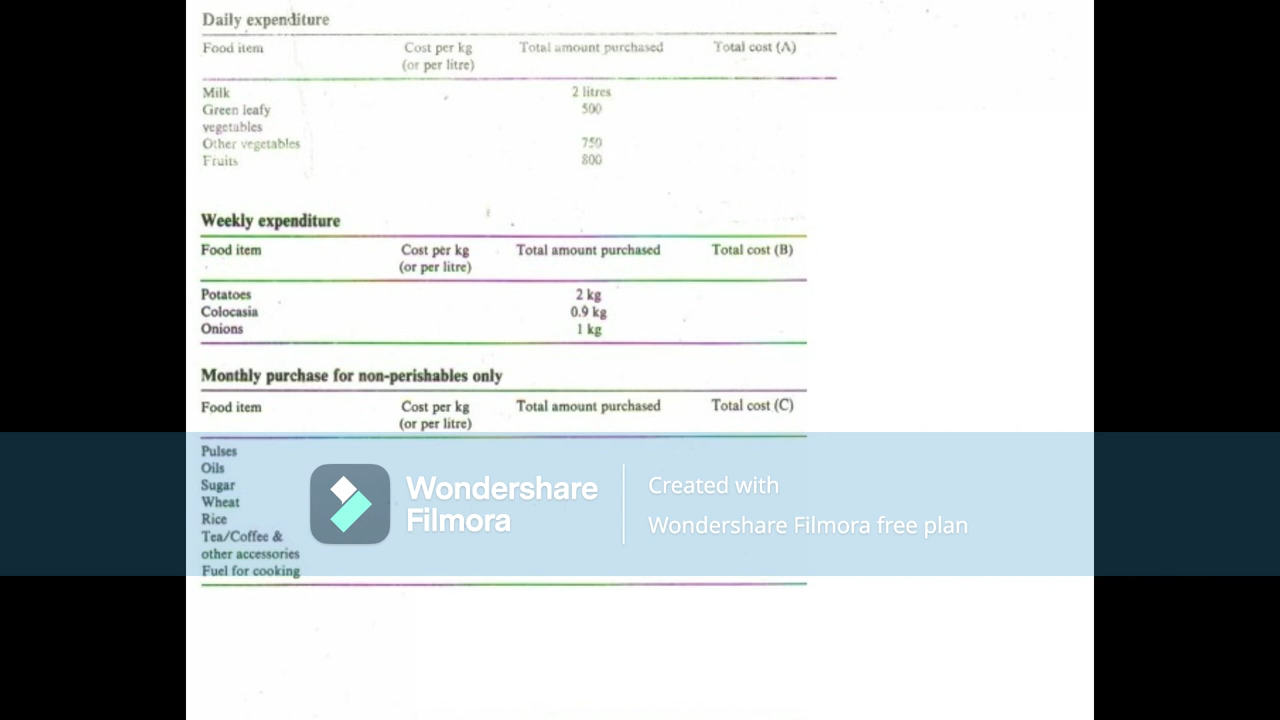 Daily expenditure
Food item Cost per kg Total amount purchased Total cost (A)
(or per litre)
Milk 2 litres
Green leafy 500
vegetables
Other vegetables 750
Fruits 800
Weekly expenditure
Food item Cost per kg Total amount purchased Total cost (B)
(or per litre)
Potatoes 2 kg
Colocasia 0.9 kg
Onions 1 kg
Monthly purchase for non-perishables only
Food item Cost per kg Total amount purchased Total cost (C)
(or per litre)
Pulses
Oils
Sugar
Wheat
Rice
Tea/Coffee &
other accessories
Fuel for cooking
Wondershare
Filmora
Created with
Wondershare Filmora free plan